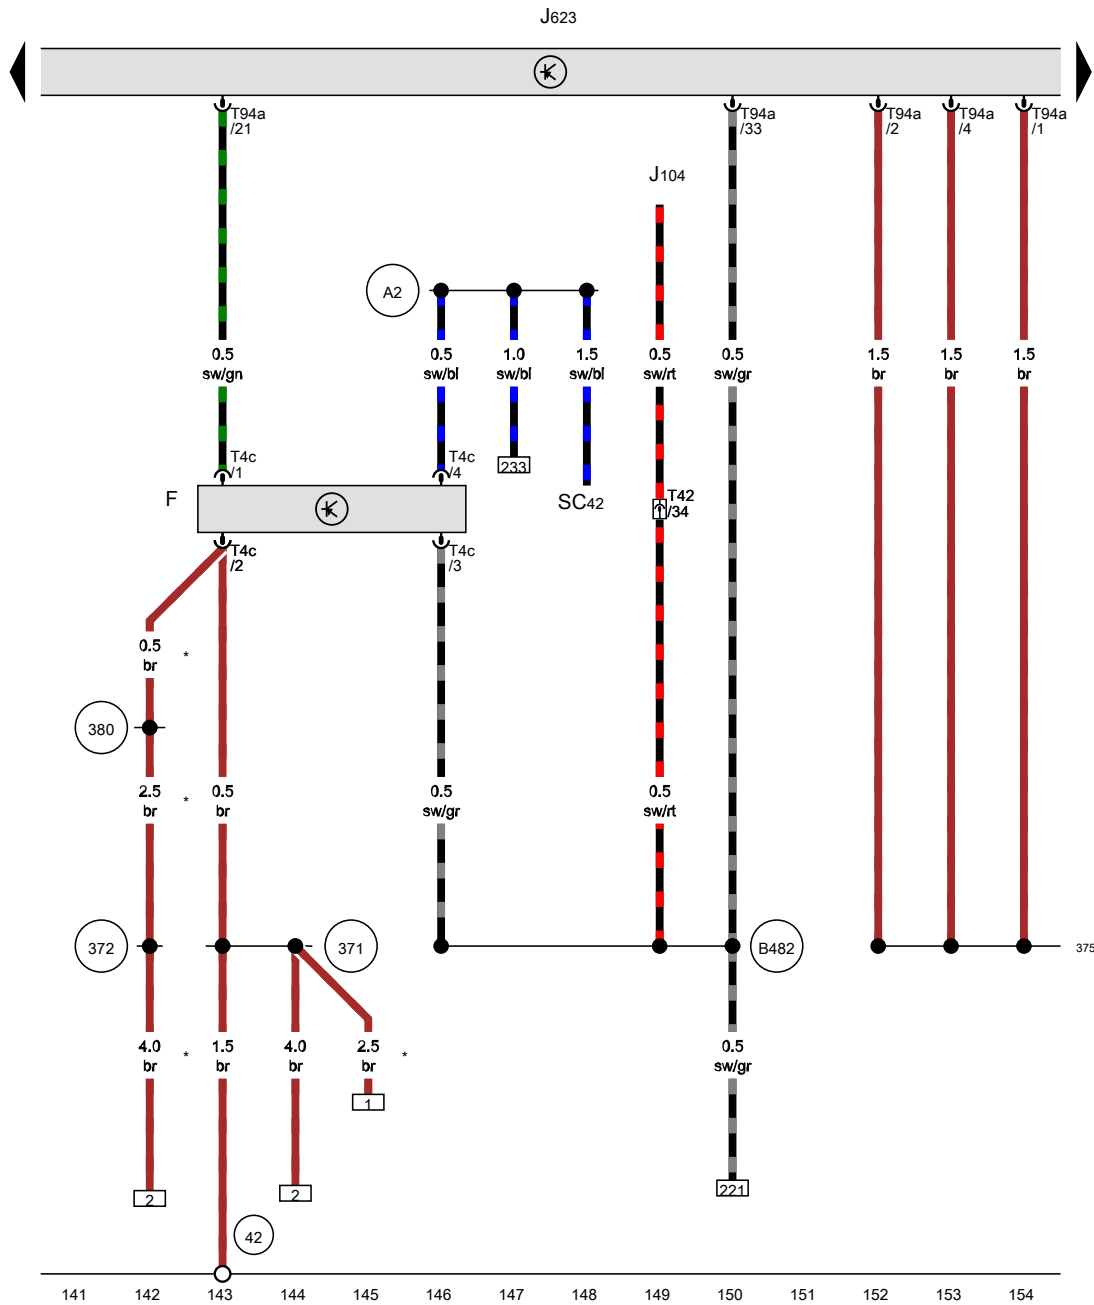 J623
T94a
/21
T94a
/33
T94a
/2
T94a
/4
T94a
/1
J104
A2
0.5
sw/gn
0.5
sw/bl
1.0
sw/bl
1.5
sw/bl
0.5
sw/rt
0.5
sw/gr
1.5
br
1.5
br
1.5
br
T4c
/1
T4c
/4
233
F
SC42
T42
/34
T4c
/2
T4c
/3
0.5
br
*
380
2.5
br
*
0.5
br
0.5
sw/gr
0.5
sw/rt
372
371
B482
375
4.0
br
*
1.5
br
4.0
br
2.5
br
*
0.5
sw/gr
1
2
2
221
42
141 142 143 144 145 146 147 148 149 150 151 152 153 154